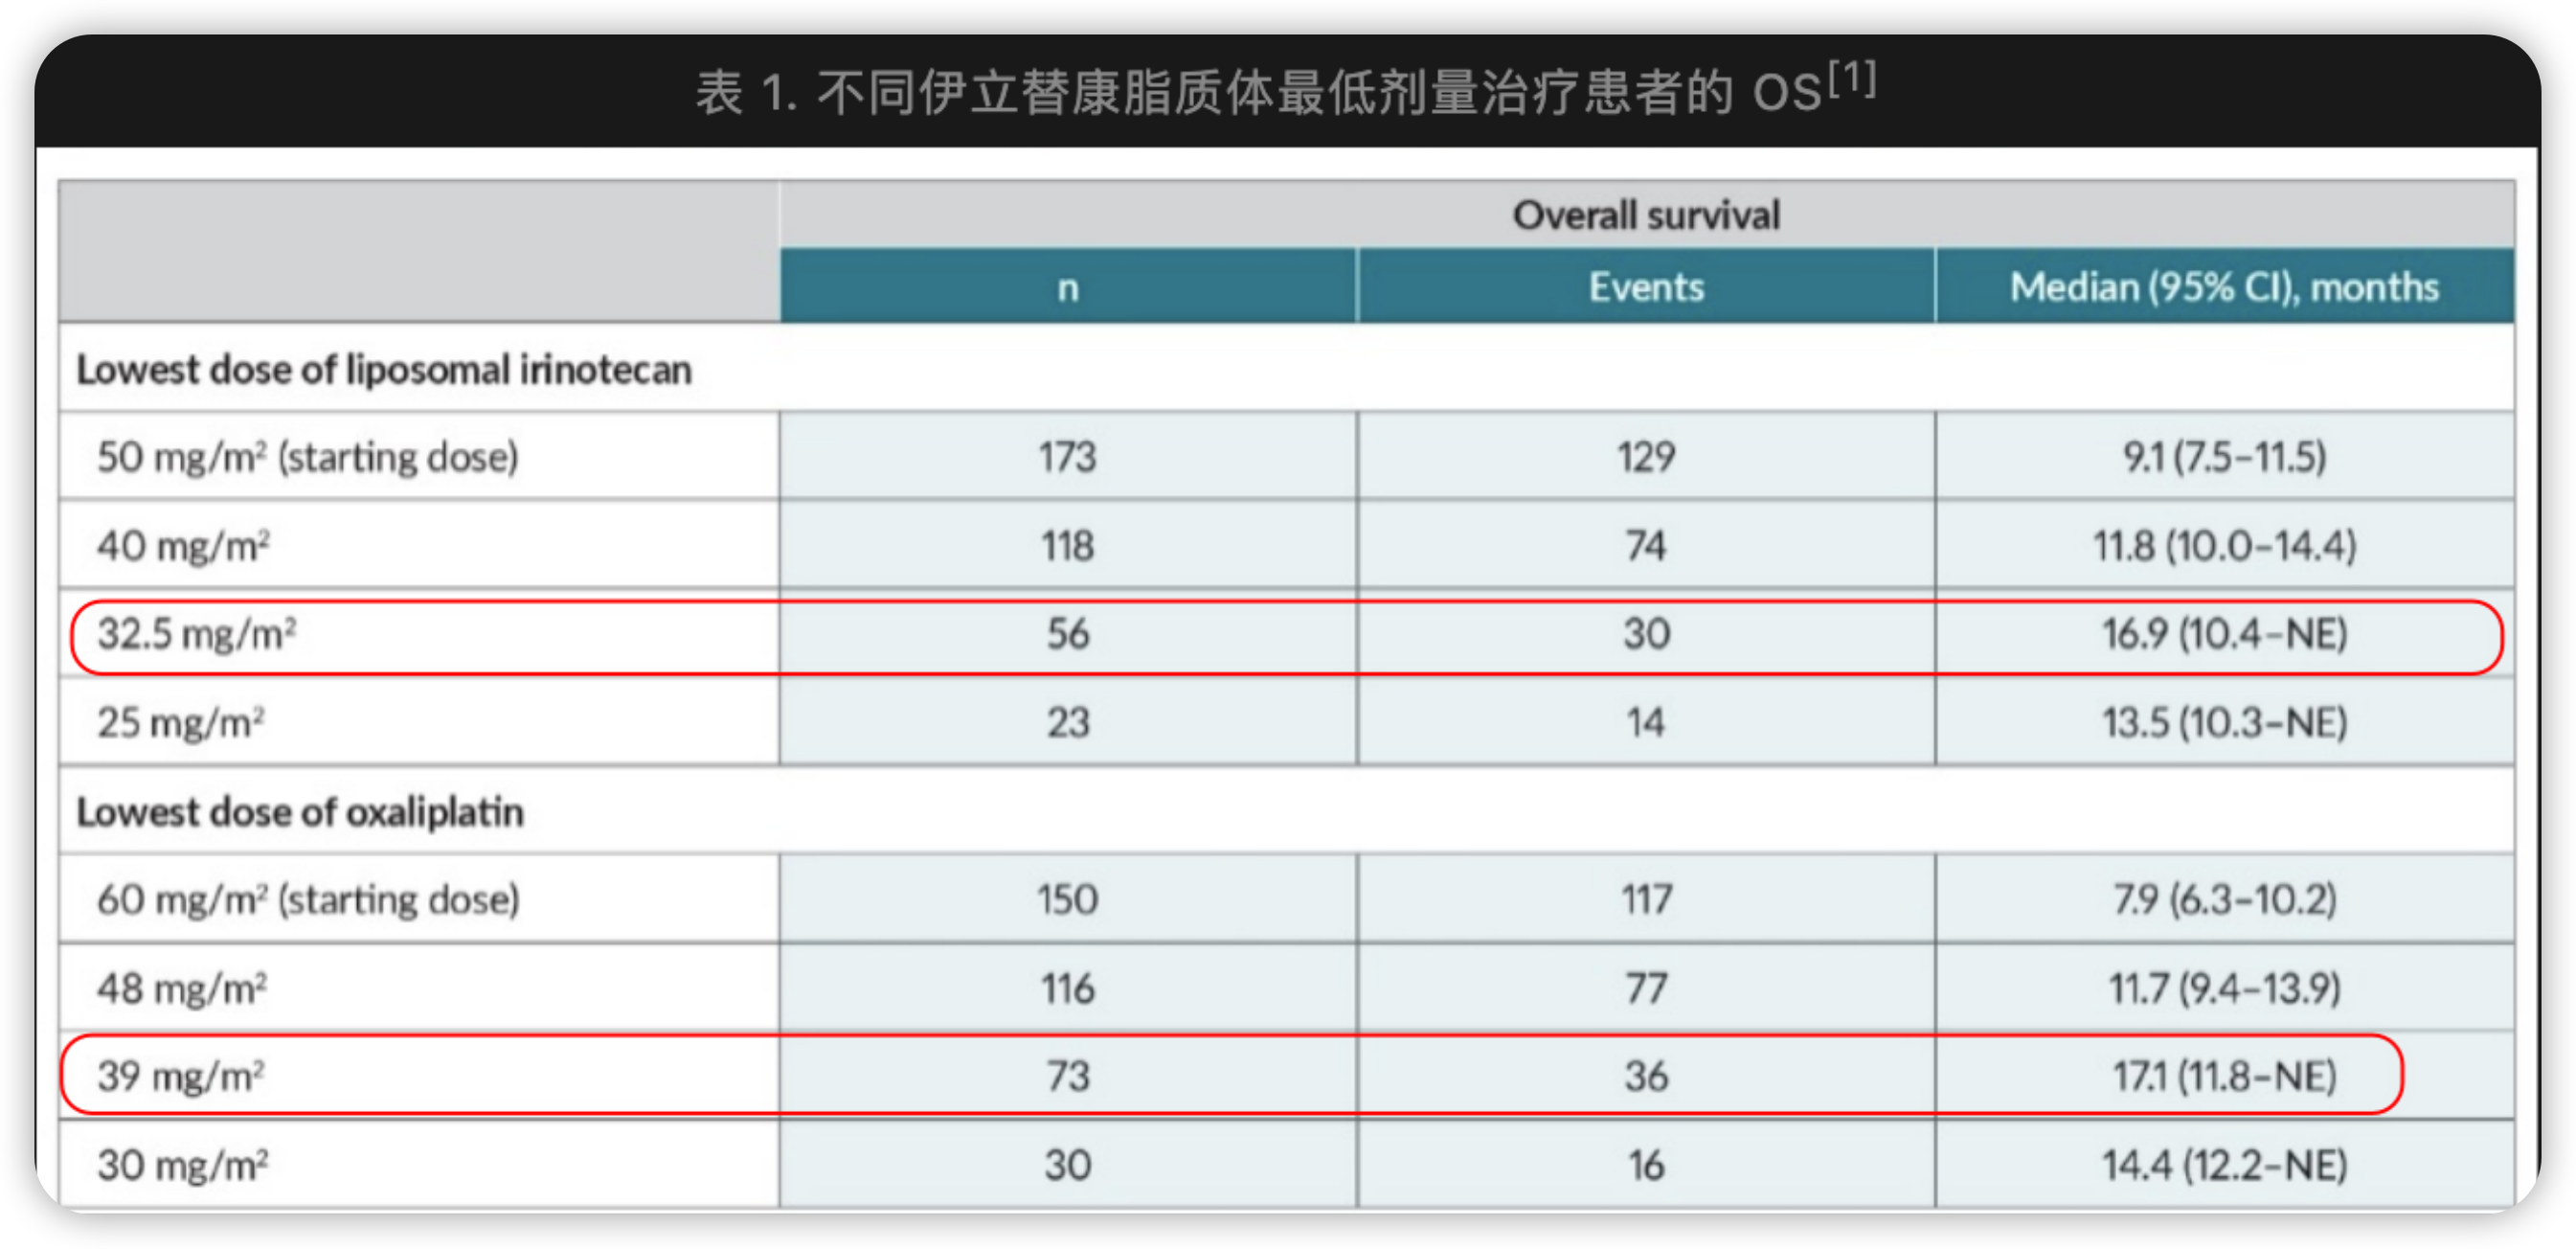 表 1. 不同伊立替康脂质体最低剂量治疗患者的 OS[1]
Overall survival
n Events Median (95% CI), months
Lowest dose of liposomal irinotecan
50 mg/m² (starting dose) 173 129 9.1 (7.5–11.5)
40 mg/m² 118 74 11.8 (10.0–14.4)
32.5 mg/m² 56 30 16.9 (10.4–NE)
25 mg/m² 23 14 13.5 (10.3–NE)
Lowest dose of oxaliplatin
60 mg/m² (starting dose) 150 117 7.9 (6.3–10.2)
48 mg/m² 116 77 11.7 (9.4–13.9)
39 mg/m² 73 36 17.1 (11.8–NE)
30 mg/m² 30 16 14.4 (12.2–NE)